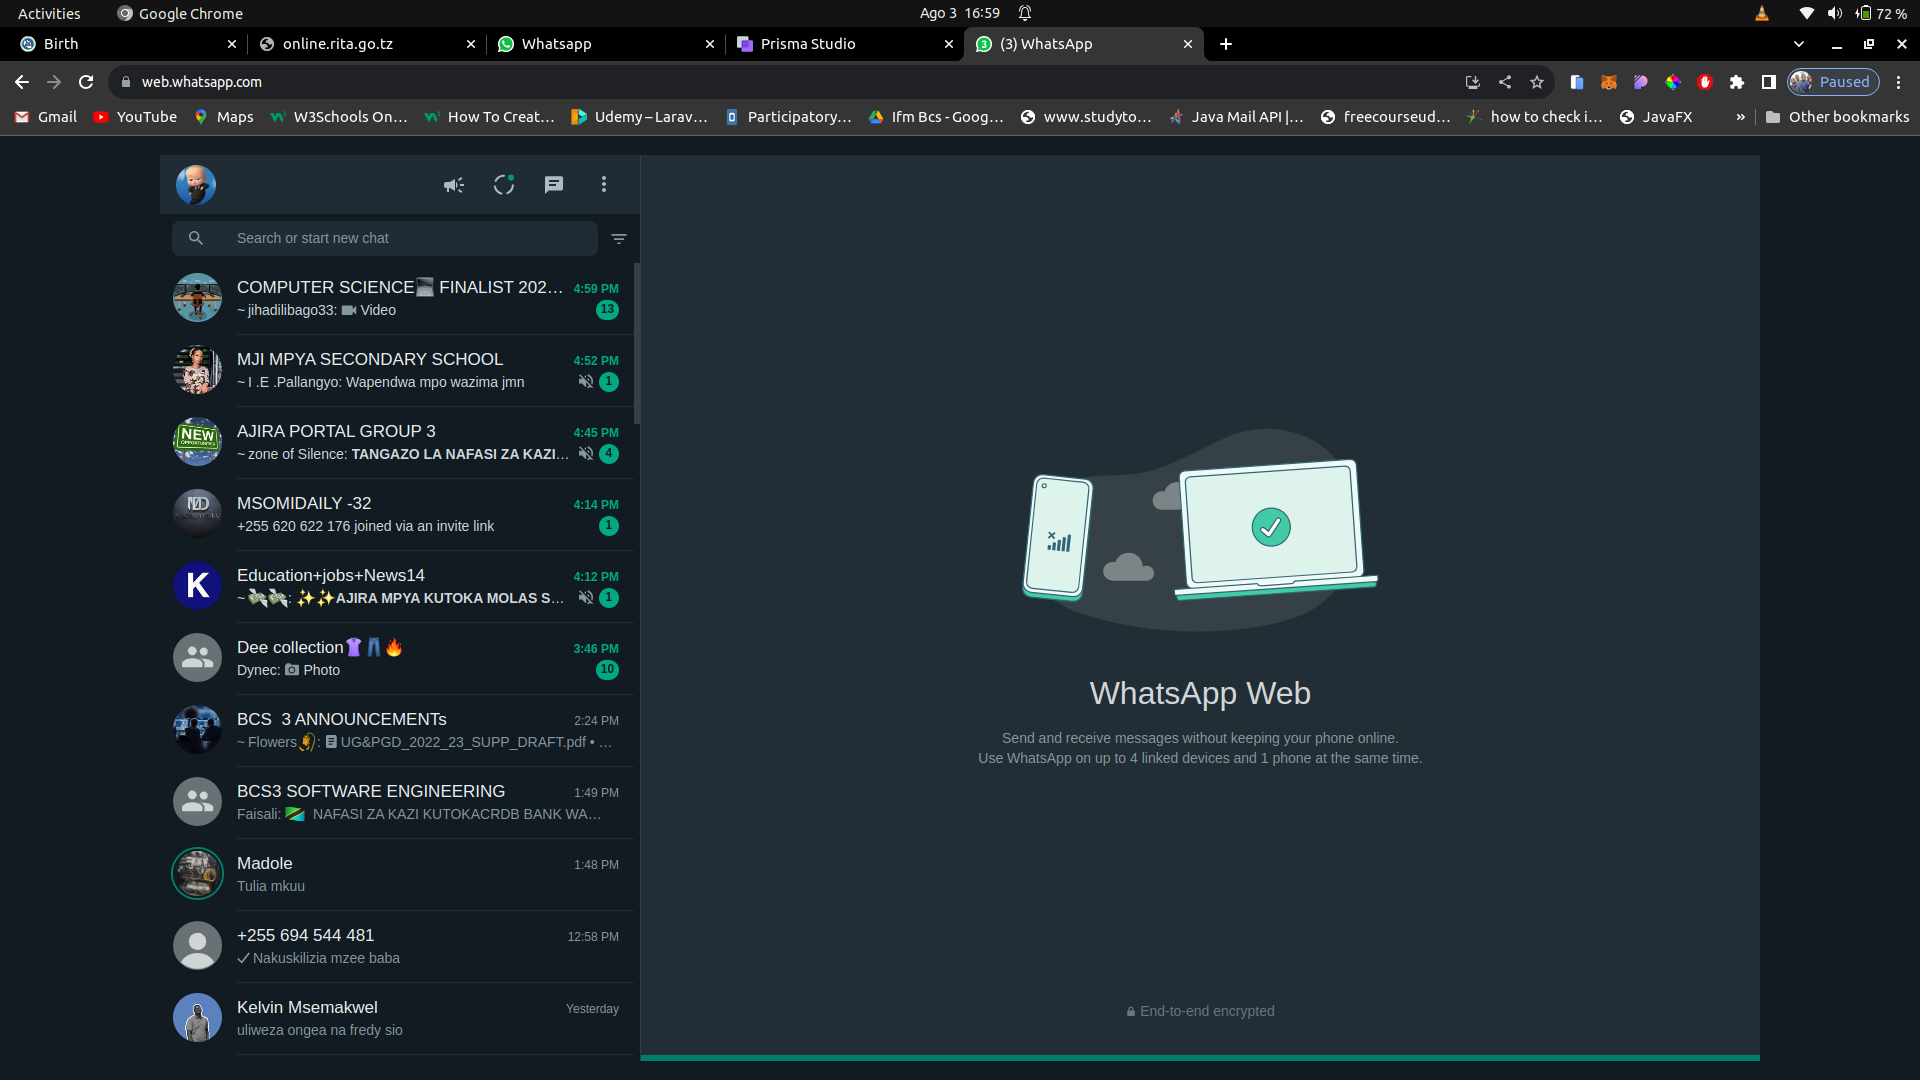 Activities
Google Chrome
Ago 3 16:59
72 %
Birth
online.rita.go.tz
Whatsapp
Prisma Studio
(3) WhatsApp
web.whatsapp.com
Paused
Gmail
YouTube
Maps
W3Schools On...
How To Creat...
Udemy – Larav...
Participatory...
Ifm Bcs - Goog...
www.studyto...
Java Mail API |...
freecourseud...
how to check i...
JavaFX
»
Other bookmarks
Search or start new chat
COMPUTER SCIENCE💻 FINALIST 202... 4:59 PM
~ jihadilibago33: Video 13
MJI MPYA SECONDARY SCHOOL 4:52 PM
~ I .E .Pallangyo: Wapendwa mpo wazima jmn 1
NEW
OPPORTUNITIES
AJIRA PORTAL GROUP 3 4:45 PM
~ zone of Silence: TANGAZO LA NAFASI ZA KAZI... 4
MSOMIDAILY -32 4:14 PM
+255 620 622 176 joined via an invite link 1
K
Education+jobs+News14 4:12 PM
~ 💸💸: ✨✨AJIRA MPYA KUTOKA MOLAS S... 1
Dee collection👚👖🔥 3:46 PM
Dynec: Photo 10
BCS 3 ANNOUNCEMENTs 2:24 PM
~ Flowers: UG&PGD_2022_23_SUPP_DRAFT.pdf • ...
BCS3 SOFTWARE ENGINEERING 1:49 PM
Faisali: 🇹🇿 NAFASI ZA KAZI KUTOKACRDB BANK WA...
Madole 1:48 PM
Tulia mkuu
+255 694 544 481 12:58 PM
Nakuskilizia mzee baba
Kelvin Msemakwel Yesterday
uliweza ongea na fredy sio
WhatsApp Web
Send and receive messages without keeping your phone online.
Use WhatsApp on up to 4 linked devices and 1 phone at the same time.
End-to-end encrypted